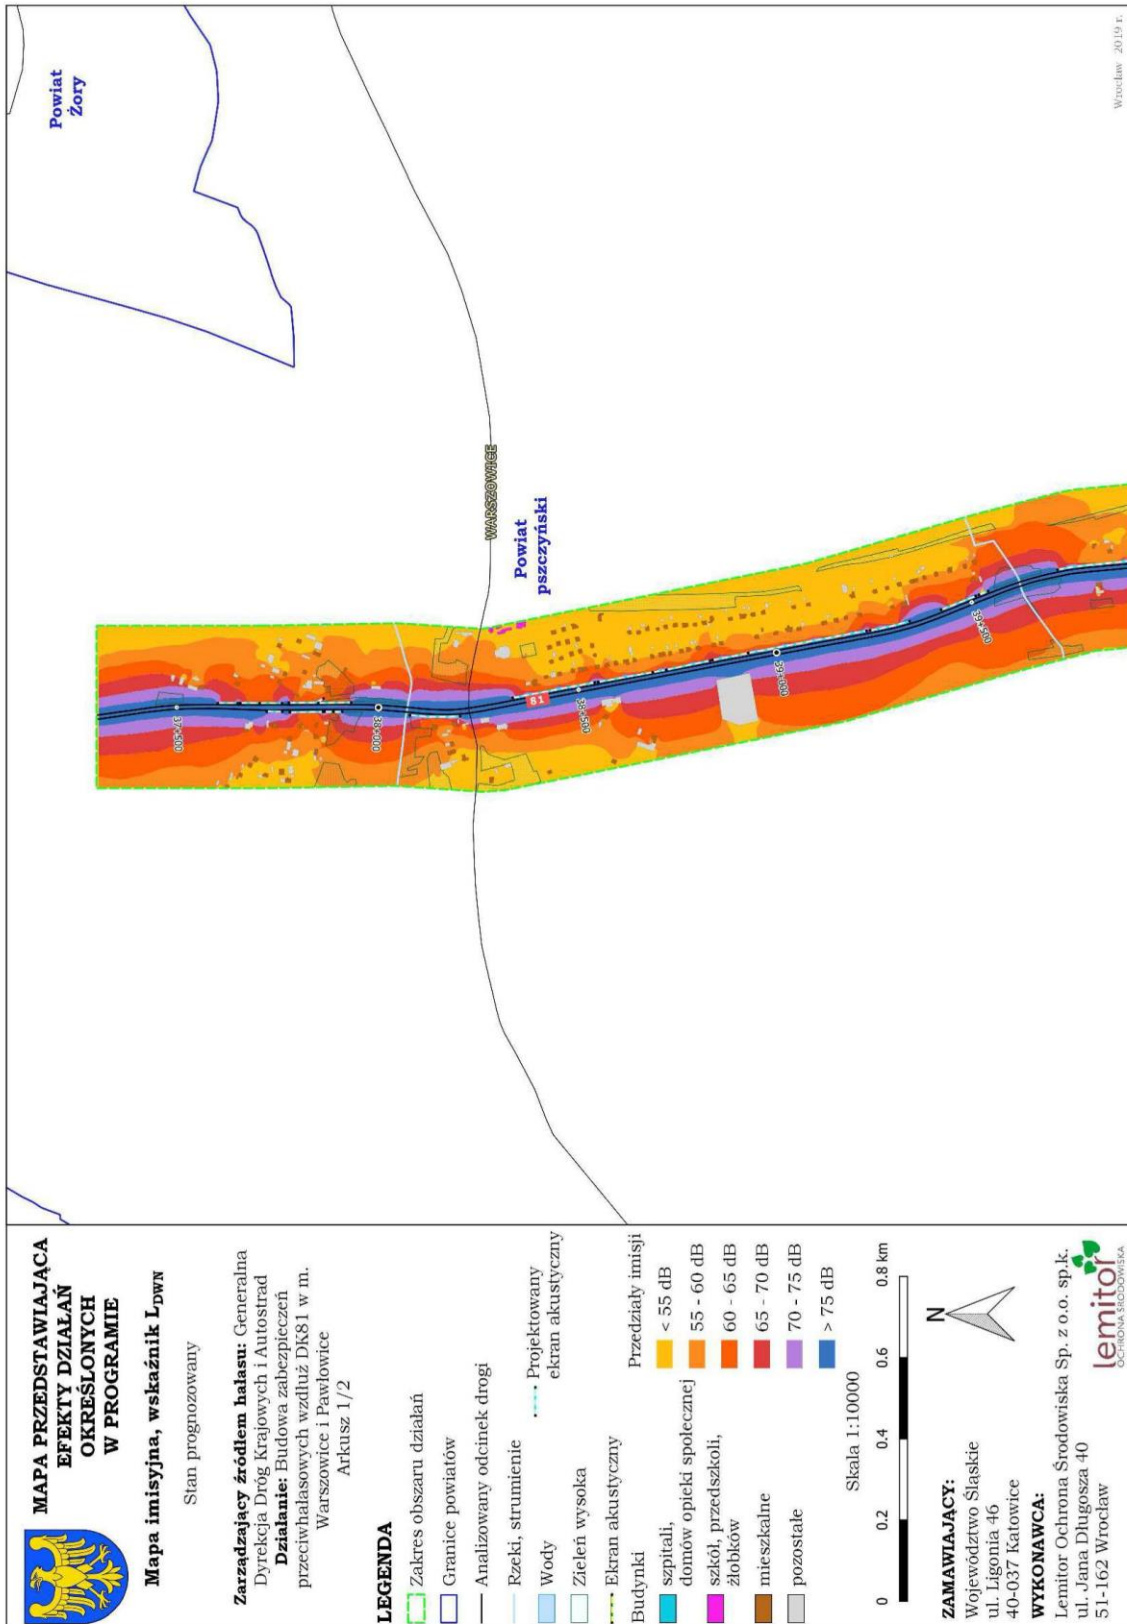 MAPA PRZEDSTAWIAJĄCA
EFEKTY DZIAŁAŃ
OKREŚLONYCH
W PROGRAMIE
Mapa imisyjna, wskaźnik LDWN
Stan prognozowany
Zarządzający źródłem hałasu: Generalna
Dyrekcja Dróg Krajowych i Autostrad
Działanie: Budowa zabezpieczeń
przeciwhałasowych wzdłuż DK81 w m.
Warszowice i Pawłowice
Arkusz 1/2
LEGENDA
Zakres obszaru działań
Granice powiatów
Analizowany odcinek drogi
Rzeki, strumienie
Wody
Zieleń wysoka
Ekran akustyczny
Projektowany
ekran akustyczny
Budynki
szpitali,
domów opieki społecznej
szkół, przedszkoli,
żłobków
mieszkalne
pozostałe
Przedziały imisji
< 55 dB
55 - 60 dB
60 - 65 dB
65 - 70 dB
70 - 75 dB
> 75 dB
Skala 1:10000
0 0.2 0.4 0.6 0.8 km
N
ZAMAWIAJĄCY:
Województwo Śląskie
ul. Ligonia 46
40-037 Katowice
WYKONAWCA:
Lemitor Ochrona Środowiska Sp. z o.o. sp.k.
ul. Jana Długosza 40
51-162 Wrocław
lemitor
OCHRONA ŚRODOWISKA
Powiat
Żory
WARSZOWICE
Powiat
pszczyński
81
37+500
38+000
38+500
39+000
39+500
Wrocław 2019 r.